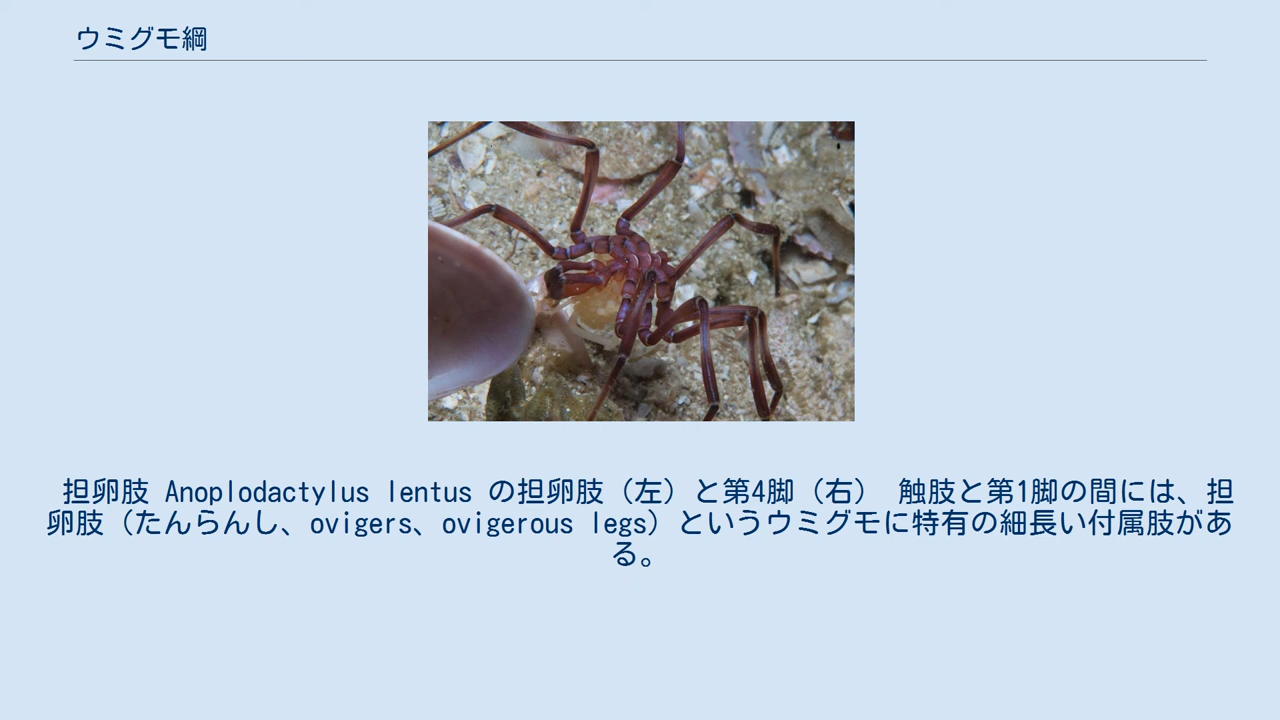 ウミグモ綱
担卵肢 Anoplodactylus lentus の担卵肢（左）と第4脚（右） 触肢と第1脚の間には、担
卵肢（たんらんし、ovigers、ovigerous legs）というウミグモに特有の細長い付属肢があ
る。